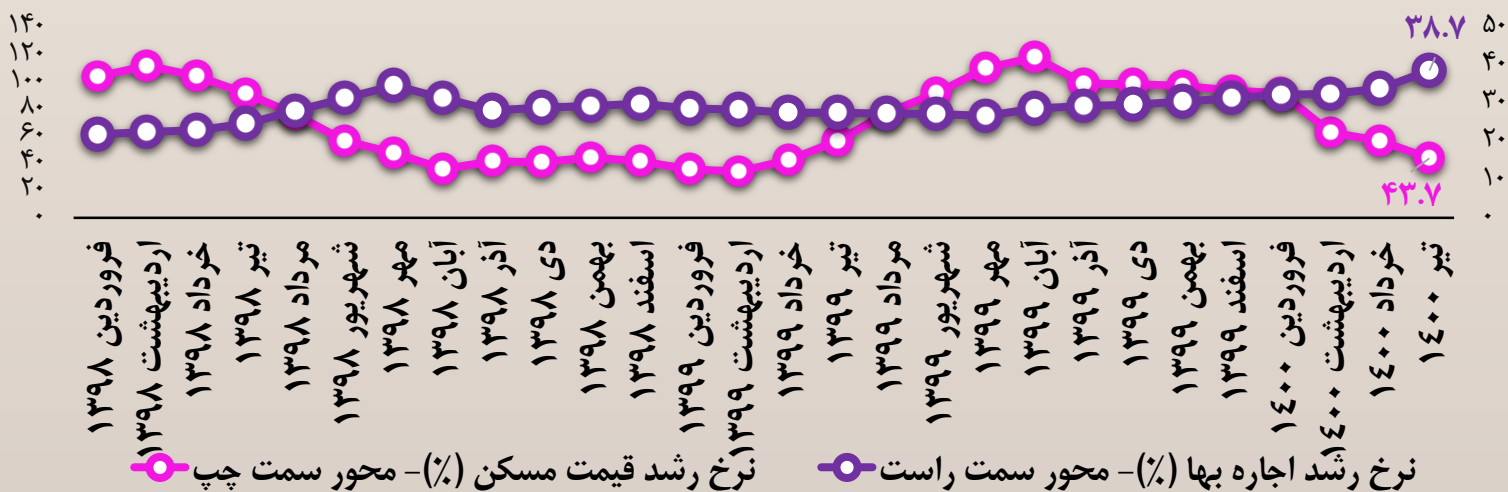 ۱۴۰
۱۲۰
۱۰۰
۸۰
۶۰
۴۰
۲۰
۰
۵۰
۴۰
۳۰
۲۰
۱۰
۰
۳۸.۷
۴۳.۷
فروردین ۱۳۹۸
اردیبهشت ۱۳۹۸
خرداد ۱۳۹۸
تیر ۱۳۹۸
مرداد ۱۳۹۸
شهریور ۱۳۹۸
مهر ۱۳۹۸
آبان ۱۳۹۸
آذر ۱۳۹۸
دی ۱۳۹۸
بهمن ۱۳۹۸
اسفند ۱۳۹۸
فروردین ۱۳۹۹
اردیبهشت ۱۳۹۹
خرداد ۱۳۹۹
تیر ۱۳۹۹
مرداد ۱۳۹۹
شهریور ۱۳۹۹
مهر ۱۳۹۹
آبان ۱۳۹۹
آذر ۱۳۹۹
دی ۱۳۹۹
بهمن ۱۳۹۹
اسفند ۱۳۹۹
فروردین ۱۴۰۰
اردیبهشت ۱۴۰۰
خرداد ۱۴۰۰
تیر ۱۴۰۰
نرخ رشد اجاره بها (٪)- محور سمت راست
نرخ رشد قیمت مسکن (٪)- محور سمت چپ